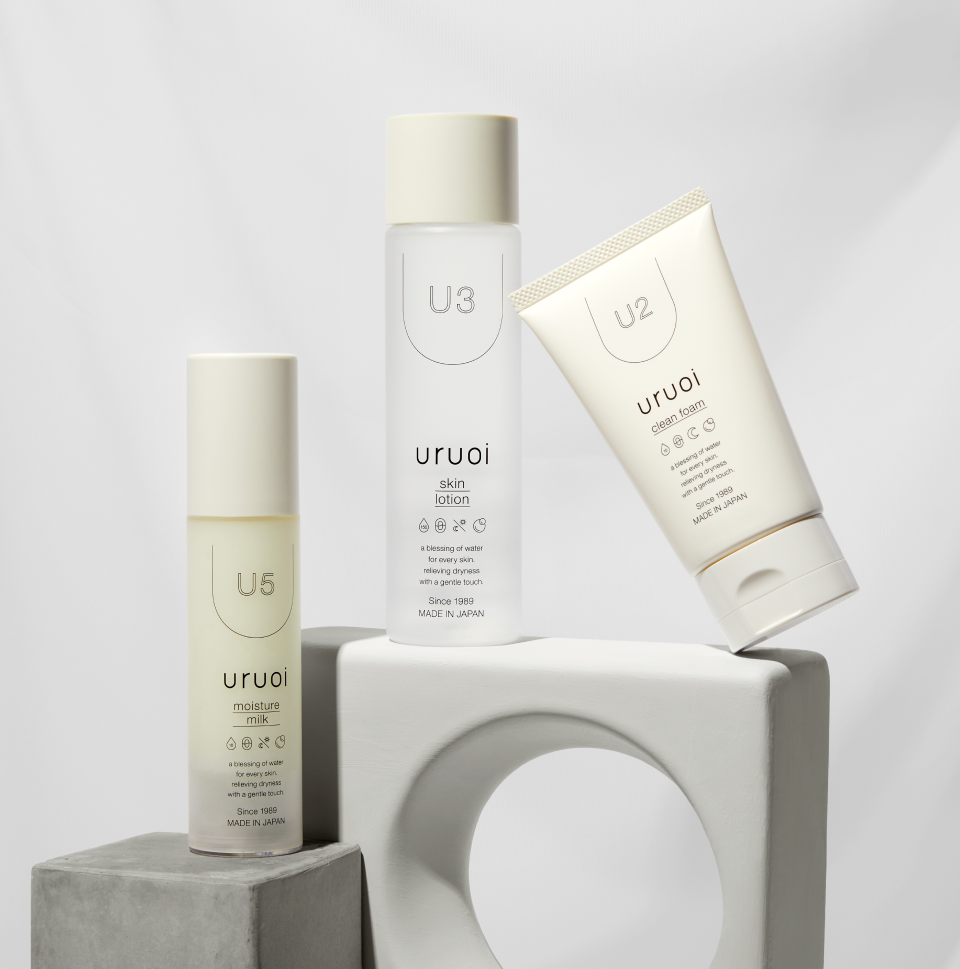 U3
uruoi
skin
lotion
a blessing of water
for every skin.
relieving dryness
with a gentle touch.
Since 1989
MADE IN JAPAN
U2
uruoi
clean foam
a blessing of water
for every skin.
relieving dryness
with a gentle touch.
Since 1989
MADE IN JAPAN
U5
uruoi
moisture
milk
a blessing of water
for every skin.
relieving dryness
with a gentle touch.
Since 1989
MADE IN JAPAN